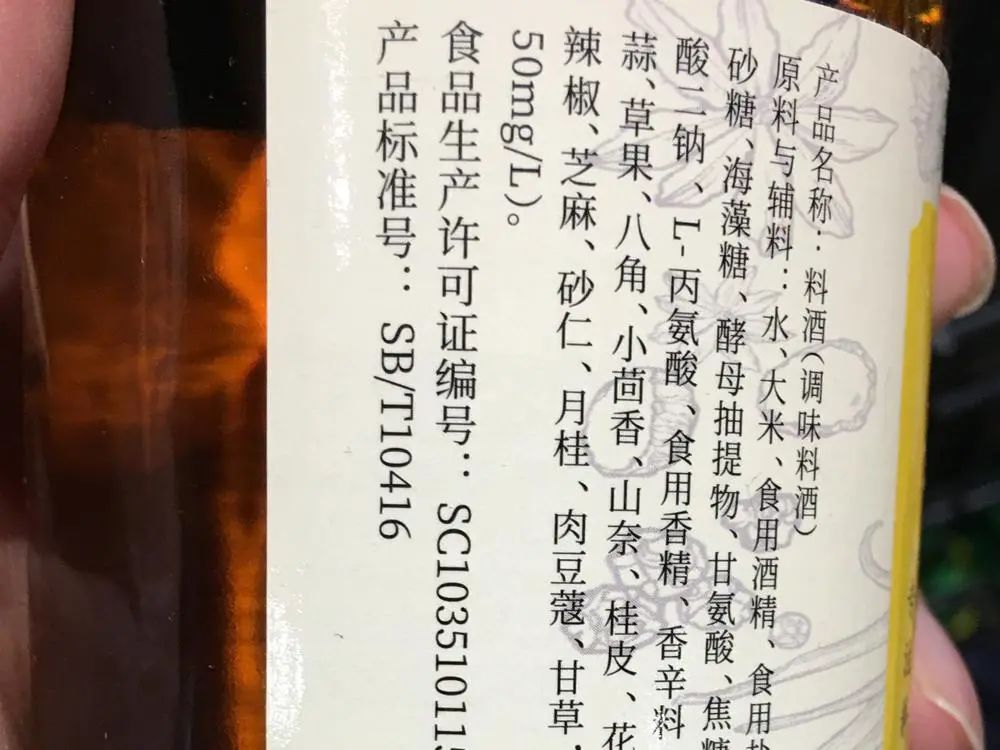 产品名称：料酒（调味料酒）
原料与辅料：水、大米、食用酒精、食用盐
砂糖、海藻糖、酵母抽提物、甘氨酸、焦糖
酸二钠、L-丙氨酸、食用香精、香辛料
蒜、草果、八角、小茴香、山奈、桂皮、花
辣椒、芝麻、砂仁、月桂、肉豆蔻、甘草，
50mg/L）。
食品生产许可证编号：SC103510115
产品标准号：SB/T10416